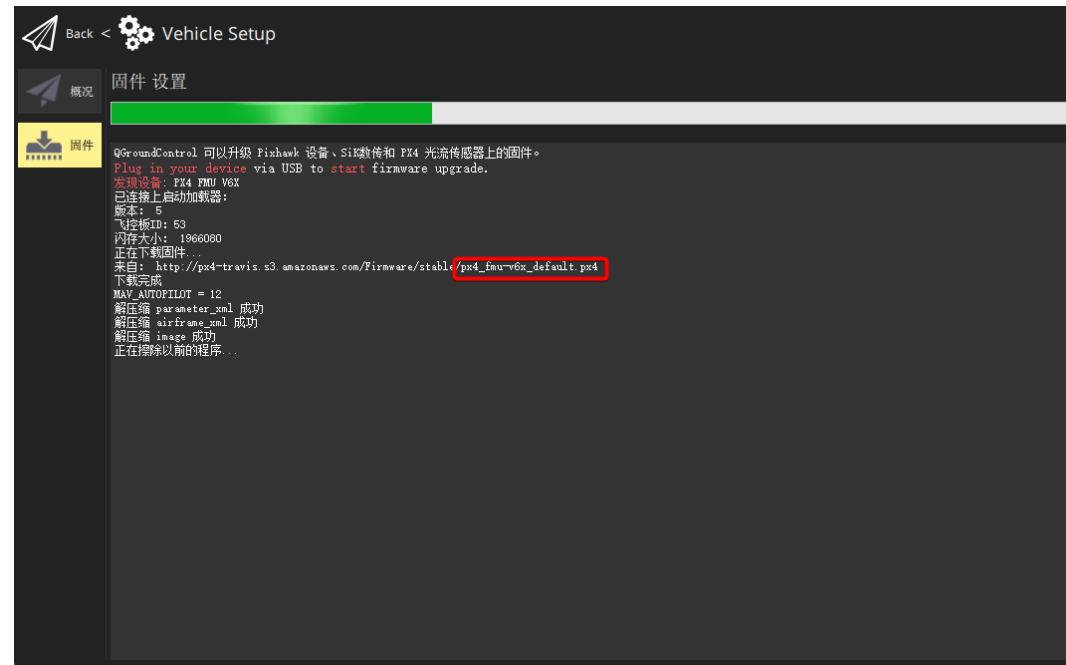 Back < Vehicle Setup
概况
固件 设置
固件
QGroundControl 可以升级 Pixhawk 设备、SiK数传和 PX4 光流传感器上的固件。
Plug in your device via USB to start firmware upgrade.
发现设备: PX4 FMU V6X
已连接上启动加载器:
版本: 5
飞控板ID: 53
闪存大小: 1966080
正在下载固件...
来自: http://px4-travis.s3.amazonaws.com/Firmware/stable/px4_fmu-v6x_default.px4
下载完成
MAV_AUTOPILOT = 12
解压缩 parameter_xml 成功
解压缩 airframe_xml 成功
解压缩 image 成功
正在擦除以前的程序...